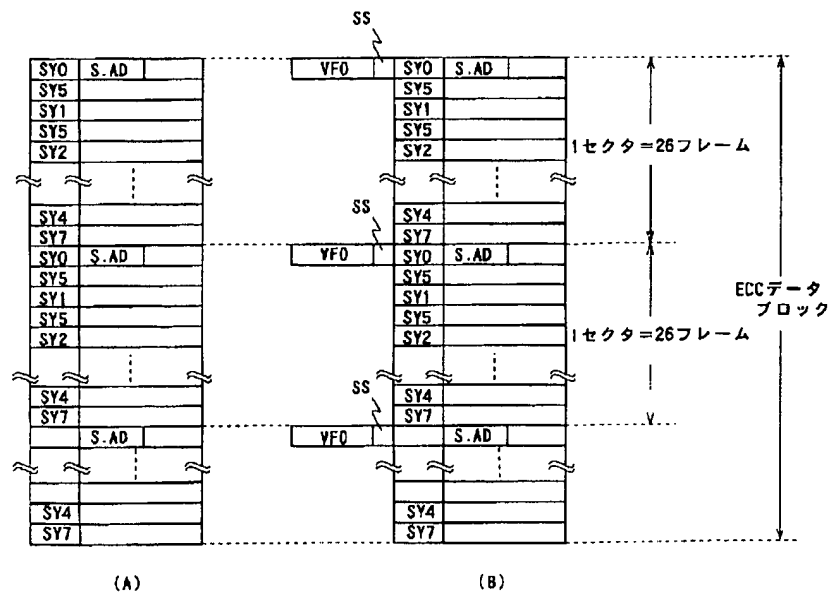 SS
SY0 S.AD
SY5
SY1
SY5
SY2
SY4
SY7
SY0 S.AD
SY5
SY1
SY5
SY2
SY4
SY7
S.AD
SY4
SY7
(A)
VFO SY0 S.AD
SY5
SY1
SY5
SY2
SS
SY4
SY7
VFO SY0 S.AD
SY5
SY1
SY5
SY2
SS
SY4
SY7
VFO S.AD
SY4
SY7
(B)
1セクタ=26フレーム
1セクタ=26フレーム
ECCデータ
ブロック